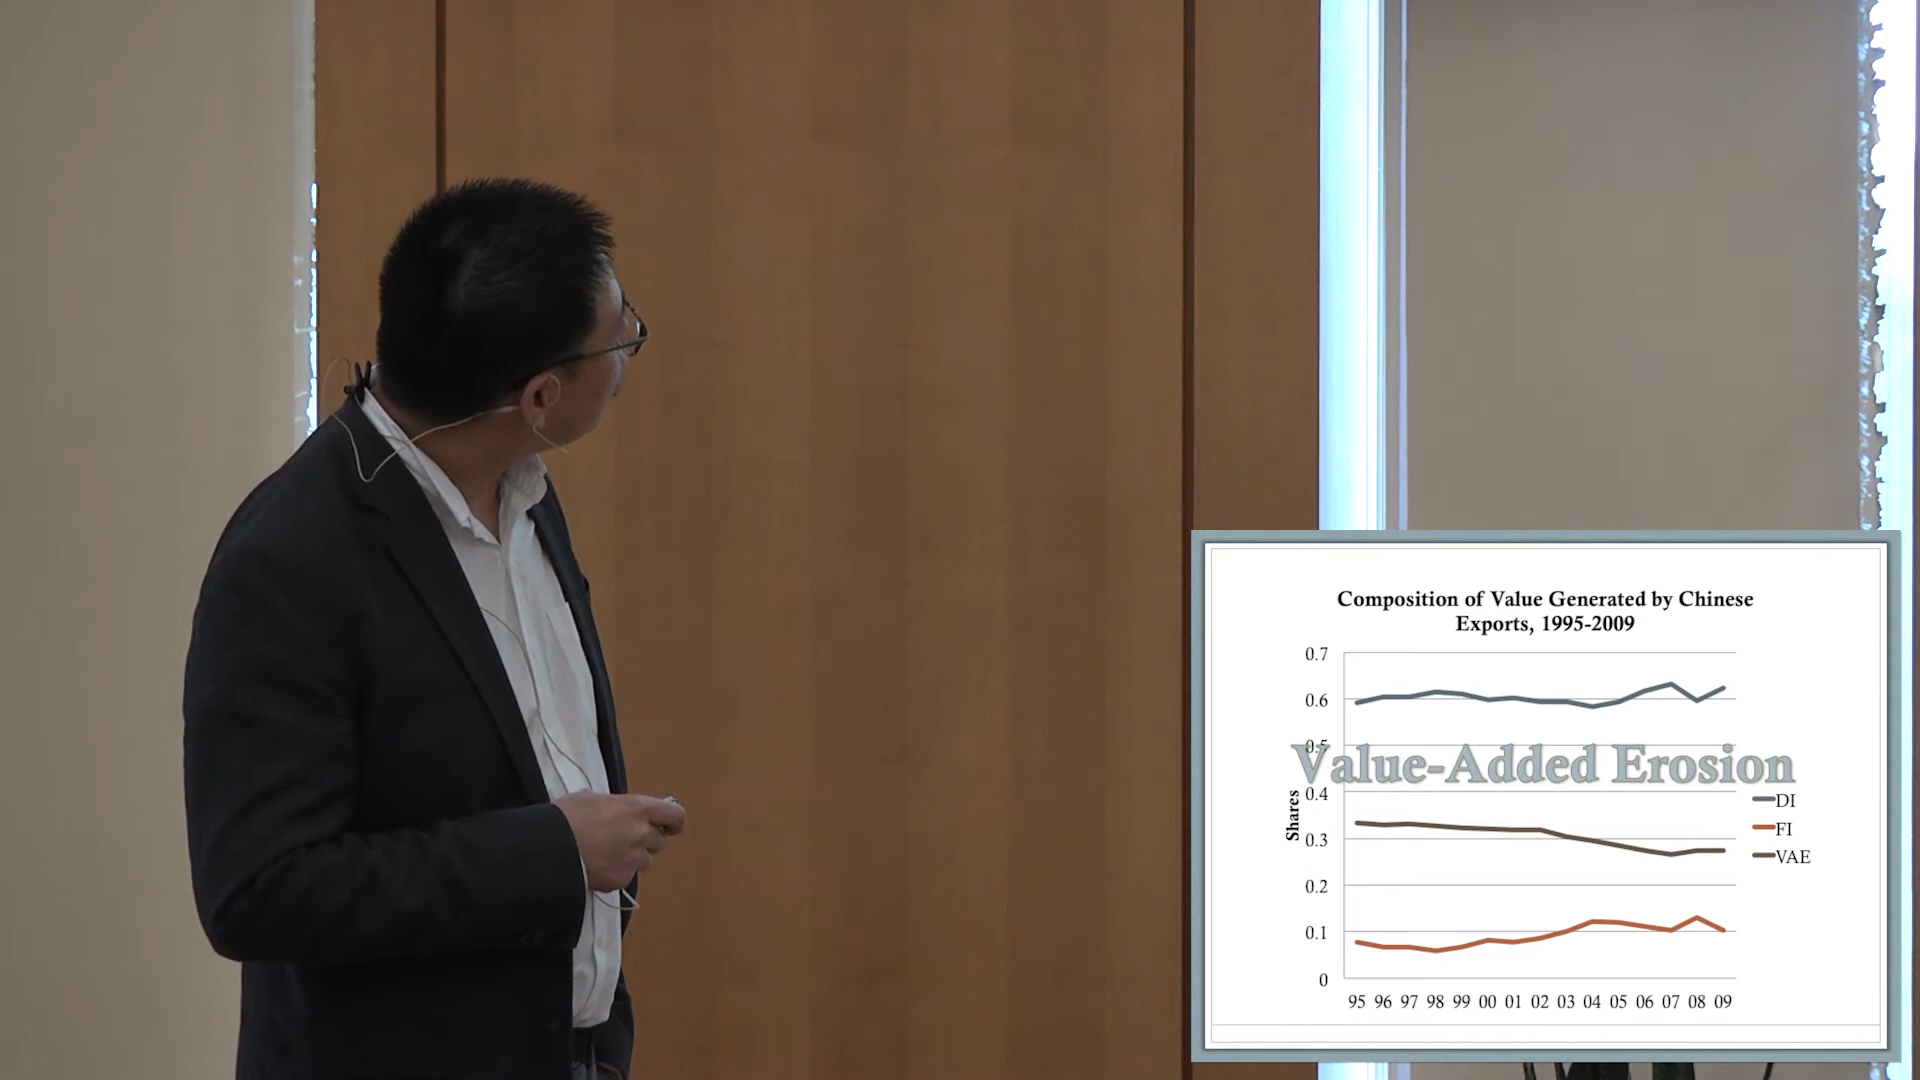 Composition of Value Generated by Chinese
Exports, 1995-2009
0.7
0.6
0.5
Value-Added Erosion
0.4
0.3
0.2
0.1
0
Shares
DI
FI
VAE
95 96 97 98 99 00 01 02 03 04 05 06 07 08 09